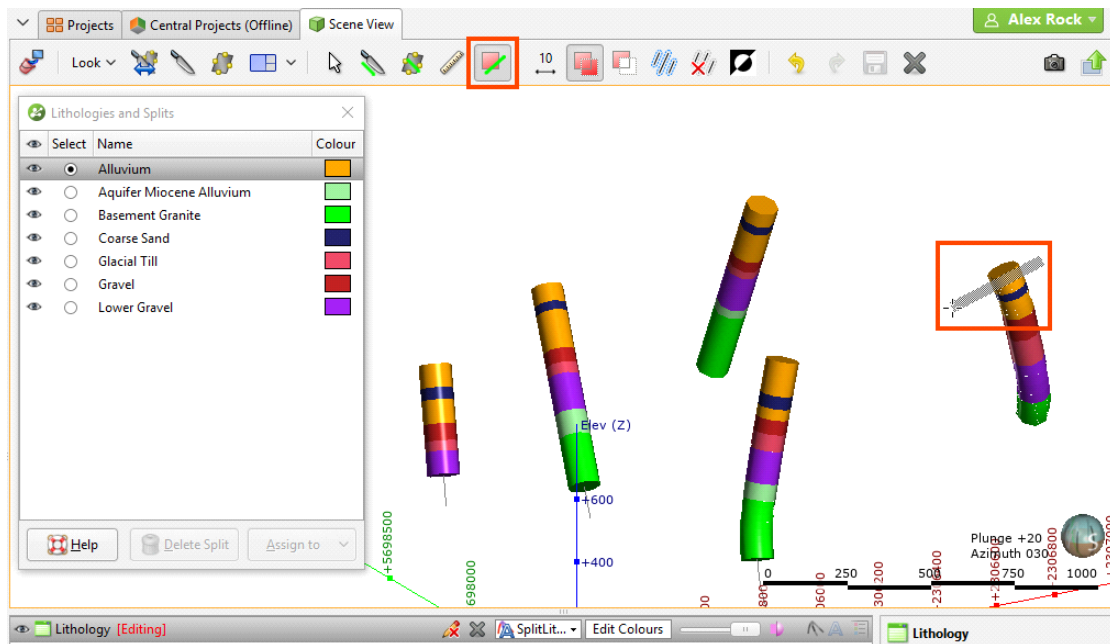 Projects
Central Projects (Offline)
Scene View
Alex Rock
Look
10
Lithologies and Splits
Select Name Colour
Alluvium
Aquifer Miocene Alluvium
Basement Granite
Coarse Sand
Glacial Till
Gravel
Lower Gravel
Help
Delete Split
Assign to
Elev (Z)
+600
+400
+5698500
698000
Plunge +20
Azimuth 030
S
0 250 500 750 1000
Lithology [Editing]
SplitLit...
Edit Colours
Lithology